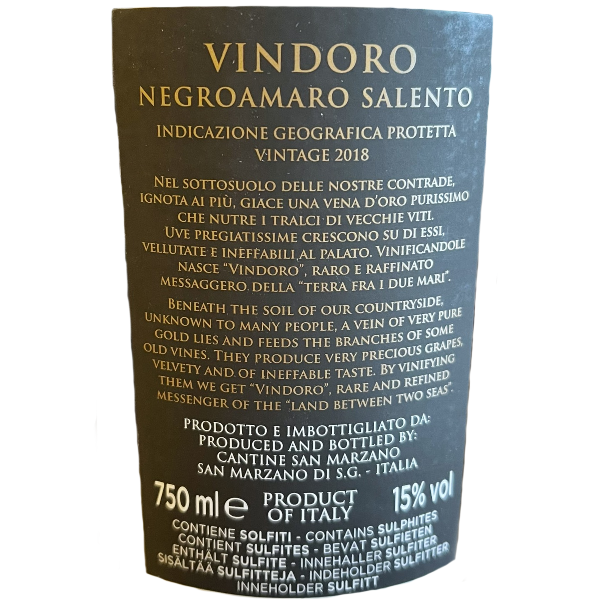 VINDORO
NEGROAMARO SALENTO
INDICAZIONE GEOGRAFICA PROTETTA
VINTAGE 2018
NEL SOTTOSUOLO DELLE NOSTRE CONTRADE,
IGNOTA AI PIÙ, GIACE UNA VENA D'ORO PURISSIMO
CHE NUTRE I TRALCI DI VECCHIE VITI.
UVE PREGIATISSIME CRESCONO SU DI ESSI,
VELLUTATE E INEFFABILI AL PALATO. VINIFICANDOLE
NASCE "VINDORO", RARO E RAFFINATO
MESSAGGERO DELLA "TERRA FRA I DUE MARI".
BENEATH THE SOIL OF OUR COUNTRYSIDE,
UNKNOWN TO MANY PEOPLE, A VEIN OF VERY PURE
GOLD LIES AND FEEDS THE BRANCHES OF SOME
OLD VINES. THEY PRODUCE VERY PRECIOUS GRAPES,
VELVETY AND OF INEFFABLE TASTE. BY VINIFYING
THEM WE GET "VINDORO", RARE AND REFINED
MESSENGER OF THE "LAND BETWEEN TWO SEAS".
PRODOTTO E IMBOTTIGLIATO DA:
PRODUCED AND BOTTLED BY:
CANTINE SAN MARZANO
SAN MARZANO DI S.G. - ITALIA
750 ml e PRODUCT OF ITALY 15% vol
CONTIENE SOLFITI - CONTAINS SULPHITES
CONTIENT SULFITES - BEVAT SULFIETEN
ENTHÄLT SULFITE - INNEHALLER SULFITER
SISÄLTÄÄ SULFITTEJA - INDEHOLDER SULFITTER
INNEHOLDER SULFITT